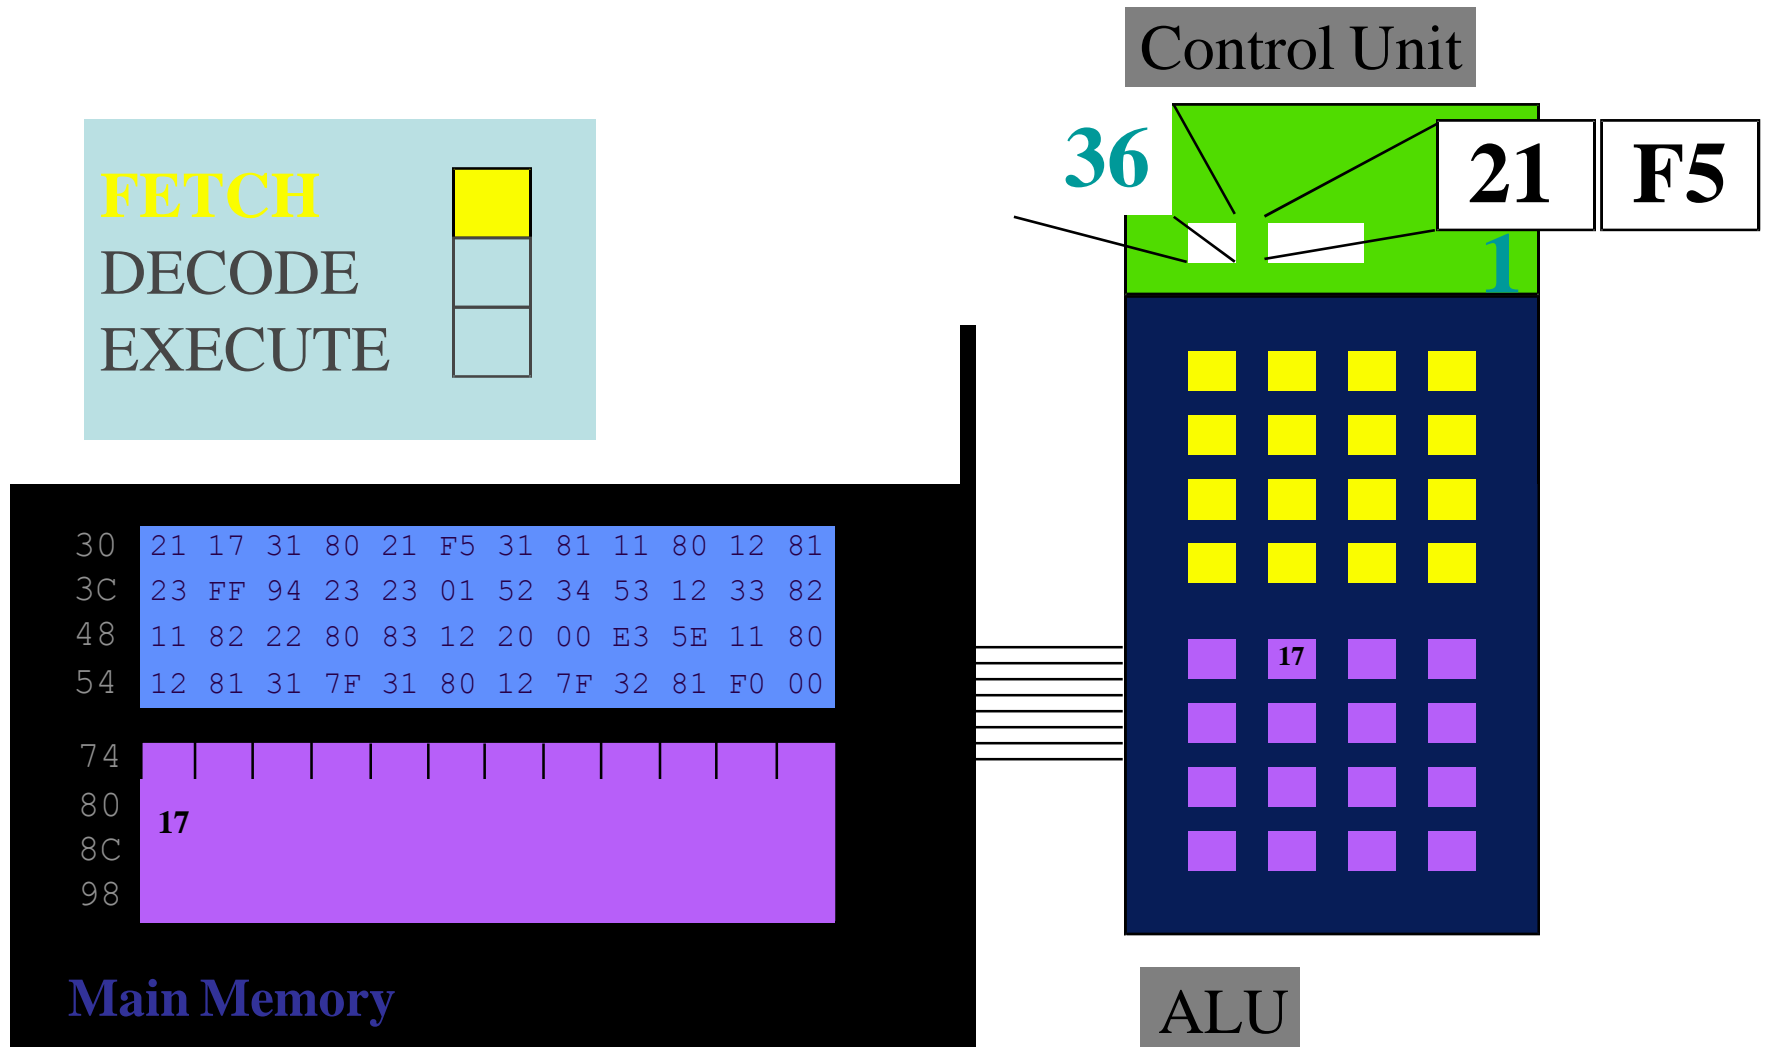 Control Unit
36
21 F5
1
FETCH
DECODE
EXECUTE
30 21 17 31 80 21 F5 31 81 11 80 12 81
3C 23 FF 94 23 23 01 52 34 53 12 33 82
48 11 82 22 80 83 12 20 00 E3 5E 11 80
54 12 81 31 7F 31 80 12 7F 32 81 F0 00
17
74
80
17
8C
98
Main Memory
ALU